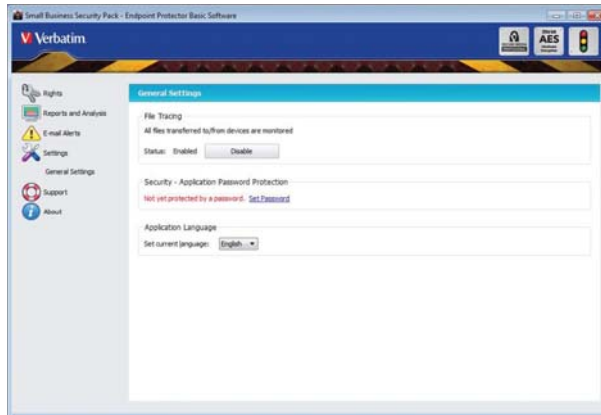 Small Business Security Pack - Endpoint Protector Basic Software
Verbatim
AES
Rights
General Settings
Reports and Analysis
File Tracing
All files transferred to/from devices are monitored
E-mail Alerts
Status: Enabled Disable
Settings
General Settings
Security - Application Password Protection
Support
Not yet protected by a password. Set Password
About
Application Language
Set current language: English